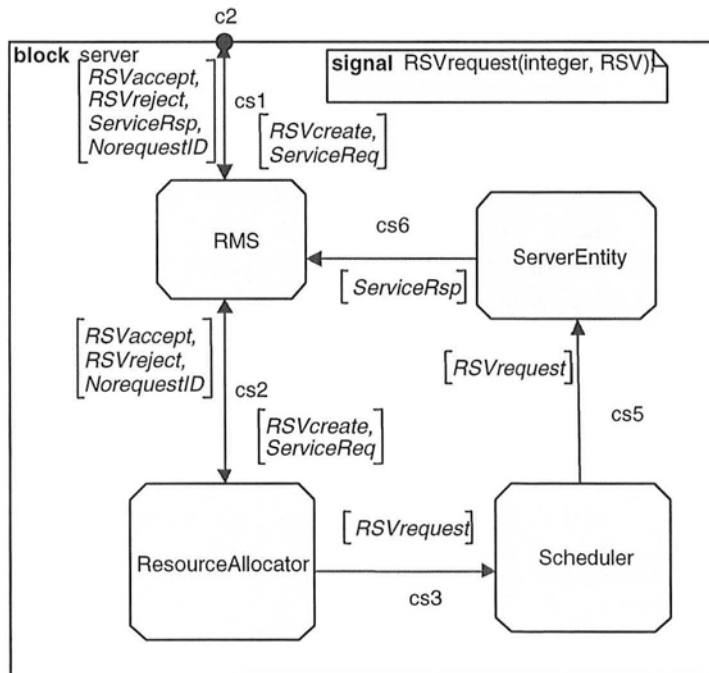 c2
block server
signal RSVrequest(integer, RSV);
[RSVaccept,
RSVreject,
ServiceRsp,
NorequestID]
cs1
[RSVcreate,
ServiceReq]
RMS
cs6
ServerEntity
[ServiceRsp]
[RSVaccept,
RSVreject,
NorequestID]
cs2
[RSVrequest]
cs5
[RSVcreate,
ServiceReq]
ResourceAllocator
[RSVrequest]
Scheduler
cs3